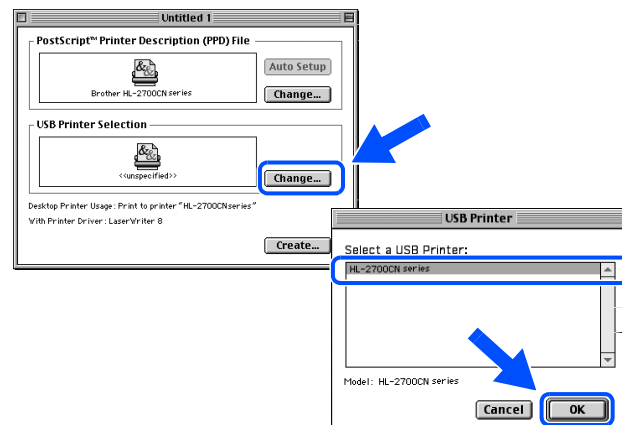 Untitled 1
PostScript™ Printer Description (PPD) File
Auto Setup
Brother HL-2700CN series
Change...
USB Printer Selection
<<unspecified>>
Change...
Desktop Printer Usage: Print to printer "HL-2700CNseries"
With Printer Driver: LaserWriter 8
Create...
USB Printer
Select a USB Printer:
HL-2700CN series
Model: HL-2700CN series
Cancel
OK